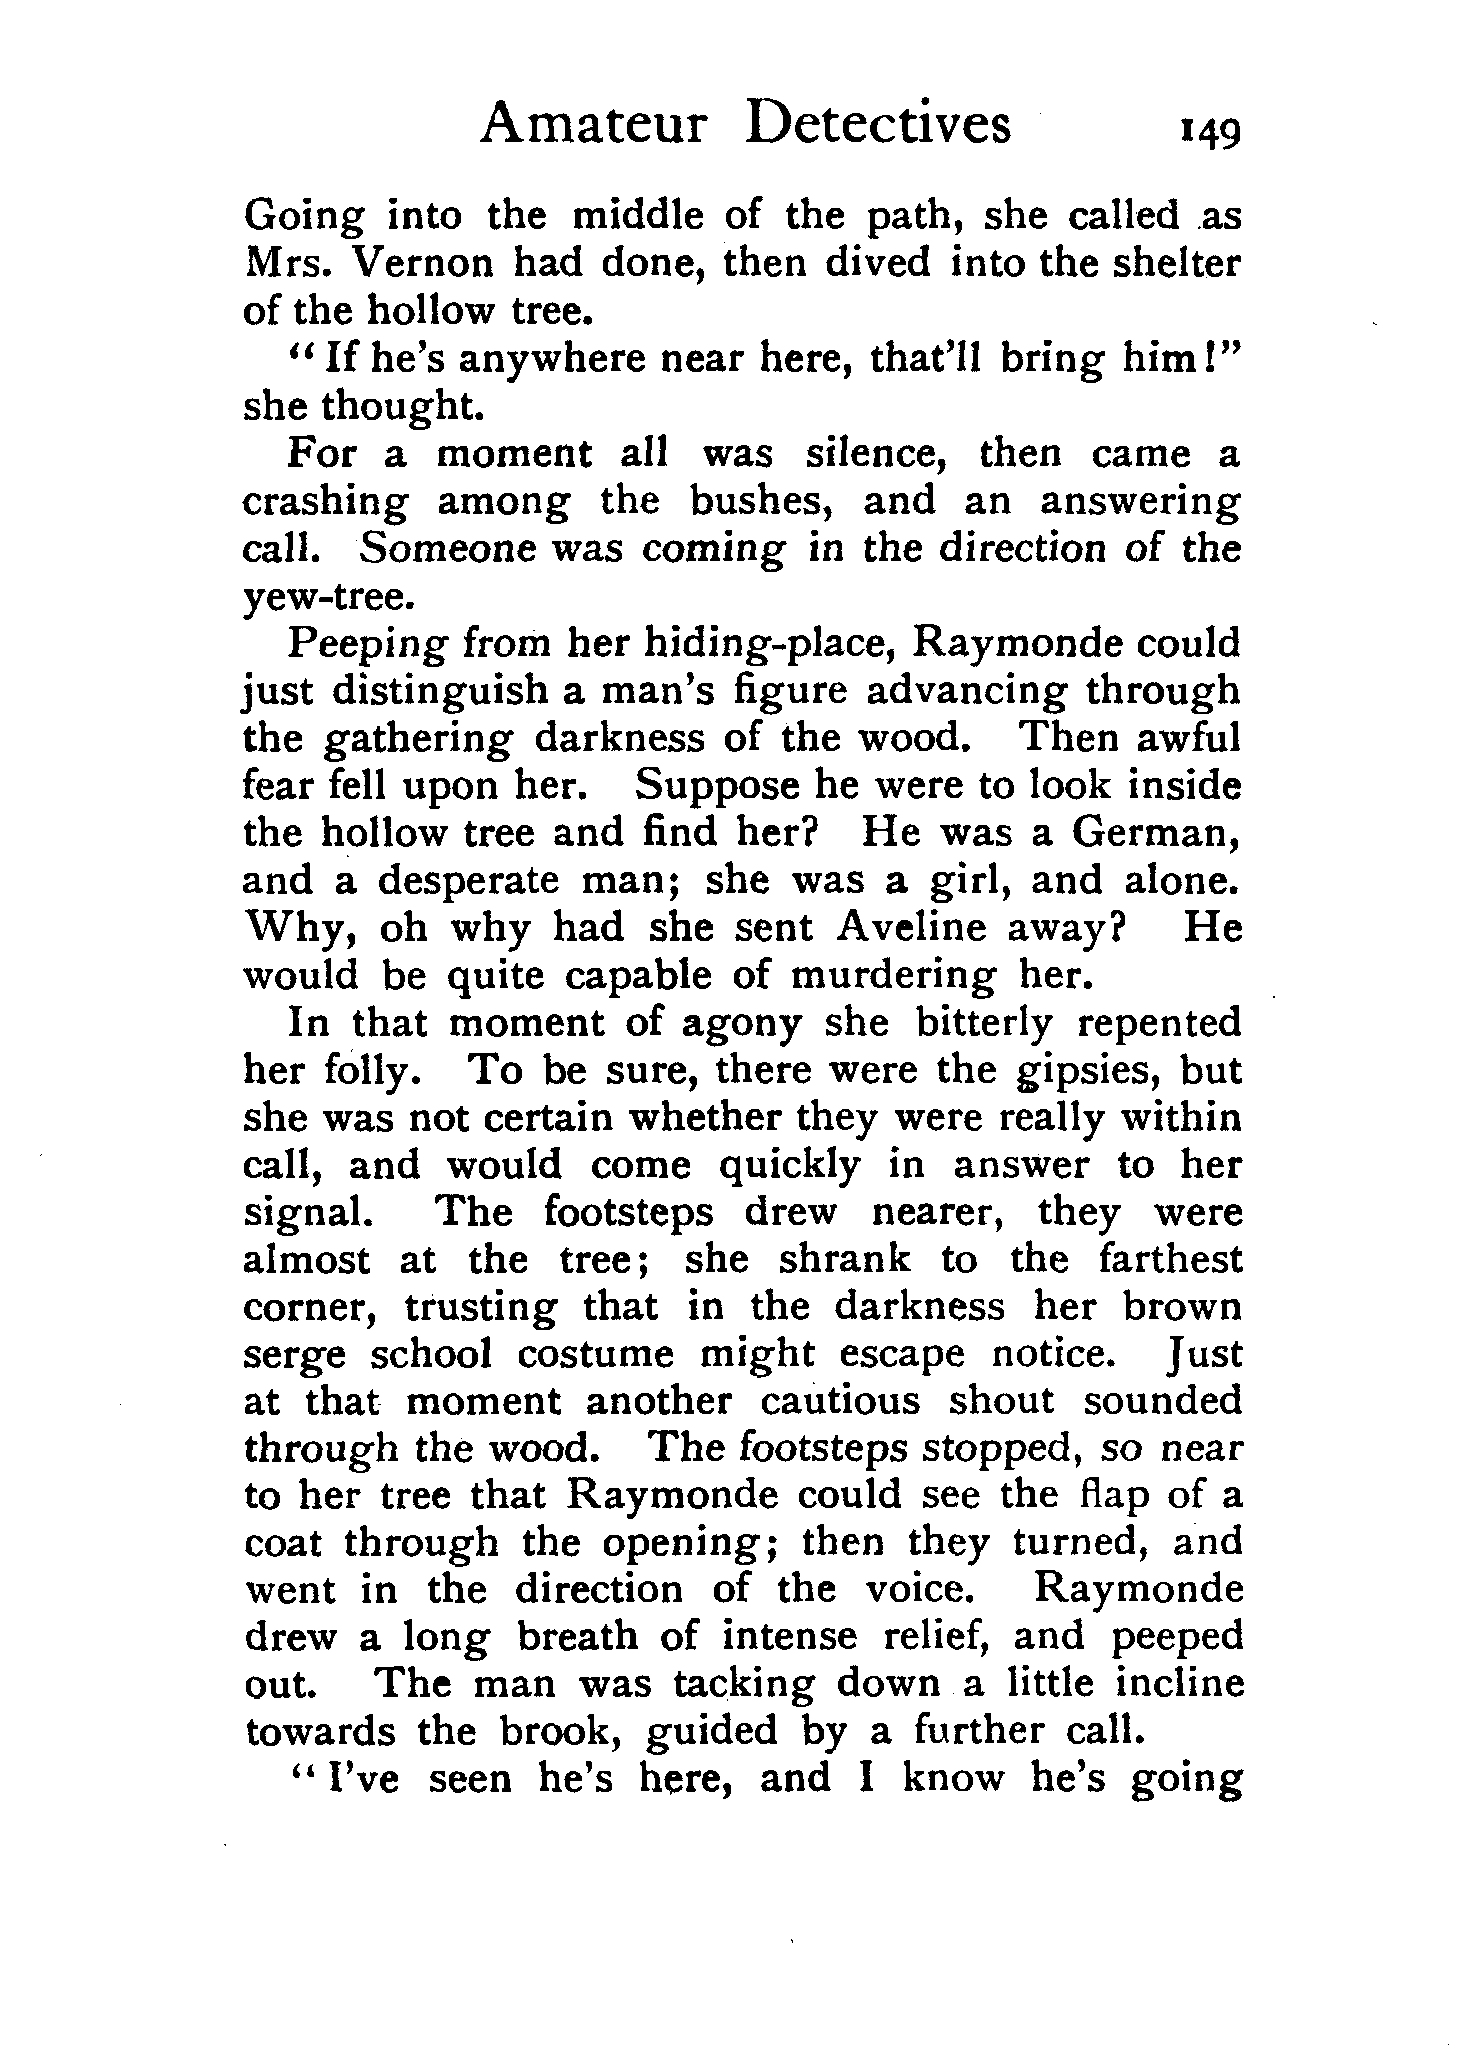 Amateur Detectives 149
Going into the middle of the path, she called as
Mrs. Vernon had done, then dived into the shelter
of the hollow tree.
“If he's anywhere near here, that'll bring him!”
she thought.
For a moment all was silence, then came a
crashing among the bushes, and an answering
call. Someone was coming in the direction of the
yew-tree.
Peeping from her hiding-place, Raymonde could
just distinguish a man's figure advancing through
the gathering darkness of the wood. Then awful
fear fell upon her. Suppose he were to look inside
the hollow tree and find her? He was a German,
and a desperate man; she was a girl, and alone.
Why, oh why had she sent Aveline away? He
would be quite capable of murdering her.
In that moment of agony she bitterly repented
her folly. To be sure, there were the gipsies, but
she was not certain whether they were really within
call, and would come quickly in answer to her
signal. The footsteps drew nearer, they were
almost at the tree; she shrank to the farthest
corner, trusting that in the darkness her brown
serge school costume might escape notice. Just
at that moment another cautious shout sounded
through the wood. The footsteps stopped, so near
to her tree that Raymonde could see the flap of a
coat through the opening; then they turned, and
went in the direction of the voice. Raymonde
drew a long breath of intense relief, and peeped
out. The man was tacking down a little incline
towards the brook, guided by a further call.
“I've seen he's here, and I know he's going